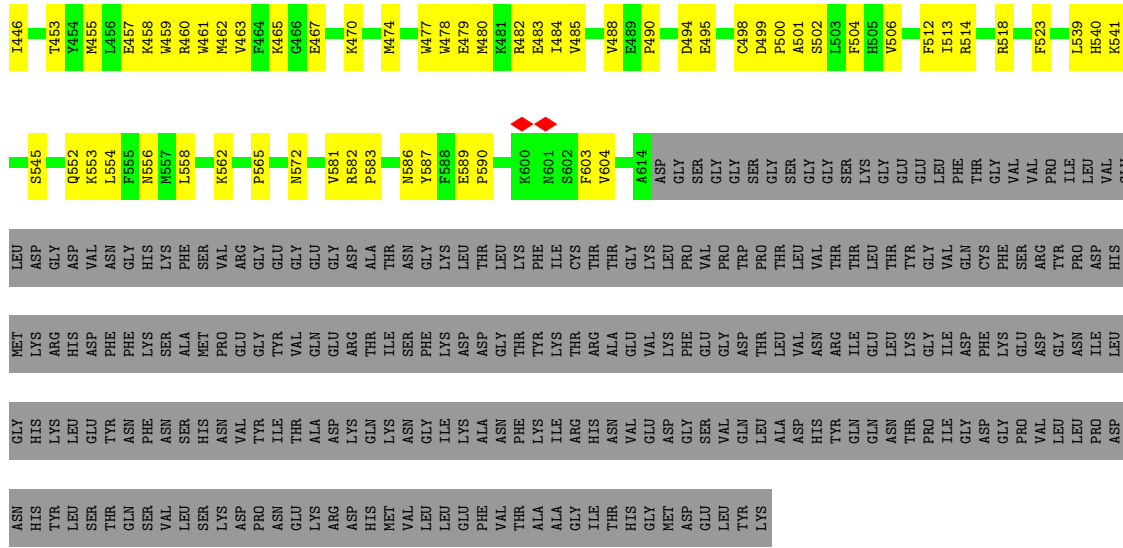 I446 T453 Y454 M455 L456 E457 K458 W459 R460 W461 M462 V463 F464 K465 G466 E467 K470 M474 W477 W478 E479 M480 K481 R482 E483 I484 V485 V488 E489 P490 D494 E495 C498 D499 P500 A501 S502 L503 F504 H505 V506 F512 I513 R514 R518 F523 L539 H540 K541
S545 Q552 K553 L554 F555 N556 M557 L558 K562 P565 N572 V581 R582 P583 N586 Y587 F588 E589 P590 K600 N601 S602 F603 V604 A614 ASP GLY SER GLY GLY SER GLY SER GLY GLY SER LYS GLY GLU GLU LEU PHE THR GLY VAL VAL PRO ILE LEU VAL GLU
LEU ASP GLY ASP VAL ASN GLY HIS LYS PHE SER VAL ARG GLY GLU GLY GLU GLY ASP ALA THR ASN GLY LYS LEU THR LEU LYS PHE ILE CYS THR THR GLY LYS LEU PRO VAL PRO TRP PRO THR LEU VAL THR THR LEU THR TYR GLY VAL GLN CYS PHE SER ARG TYR PRO ASP HIS
MET LYS ARG HIS ASP PHE PHE LYS SER ALA MET PRO GLU GLY TYR VAL GLN GLU ARG THR ILE SER PHE LYS ASP ASP GLY THR TYR LYS THR ARG ALA GLU VAL LYS PHE GLU GLY ASP THR LEU VAL ASN ARG ILE GLU LEU LYS GLY ILE ASP PHE LYS GLU ASP GLY ASN ILE LEU
GLY HIS LYS LEU GLU TYR ASN PHE ASN SER HIS ASN VAL TYR ILE THR ALA ASP LYS GLN LYS ASN GLY ILE LYS ALA ASN PHE LYS ILE ARG HIS ASN VAL GLU ASP GLY SER VAL GLN LEU ALA ASP HIS TYR GLN GLN ASN THR PRO ILE GLY ASP GLY PRO VAL LEU LEU PRO ASP
ASN HIS TYR LEU SER THR GLN SER VAL LEU SER LYS ASP PRO ASN GLU LYS ARG ASP HIS MET VAL LEU LEU GLU PHE VAL THR ALA ALA GLY ILE THR HIS GLY MET ASP GLU LEU TYR LYS